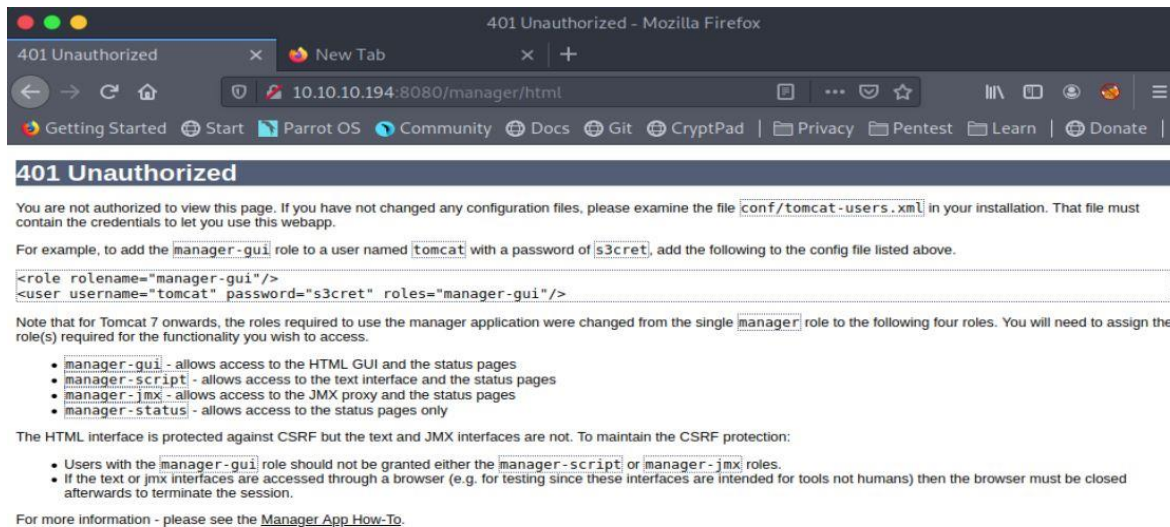 401 Unauthorized - Mozilla Firefox
401 Unauthorized × New Tab × +
10.10.10.194:8080/manager/html
Getting Started Start Parrot OS Community Docs Git CryptPad | Privacy Pentest Learn | Donate
401 Unauthorized
You are not authorized to view this page. If you have not changed any configuration files, please examine the file conf/tomcat-users.xml in your installation. That file must
contain the credentials to let you use this webapp.
For example, to add the manager-gui role to a user named tomcat with a password of s3cret, add the following to the config file listed above.
<role rolename="manager-gui"/>
<user username="tomcat" password="s3cret" roles="manager-gui"/>
Note that for Tomcat 7 onwards, the roles required to use the manager application were changed from the single manager role to the following four roles. You will need to assign the
role(s) required for the functionality you wish to access.
• manager-gui - allows access to the HTML GUI and the status pages
• manager-script - allows access to the text interface and the status pages
• manager-jmx - allows access to the JMX proxy and the status pages
• manager-status - allows access to the status pages only
The HTML interface is protected against CSRF but the text and JMX interfaces are not. To maintain the CSRF protection:
• Users with the manager-gui role should not be granted either the manager-script or manager-jmx roles.
• If the text or jmx interfaces are accessed through a browser (e.g. for testing since these interfaces are intended for tools not humans) then the browser must be closed
afterwards to terminate the session.
For more information - please see the Manager App How-To.